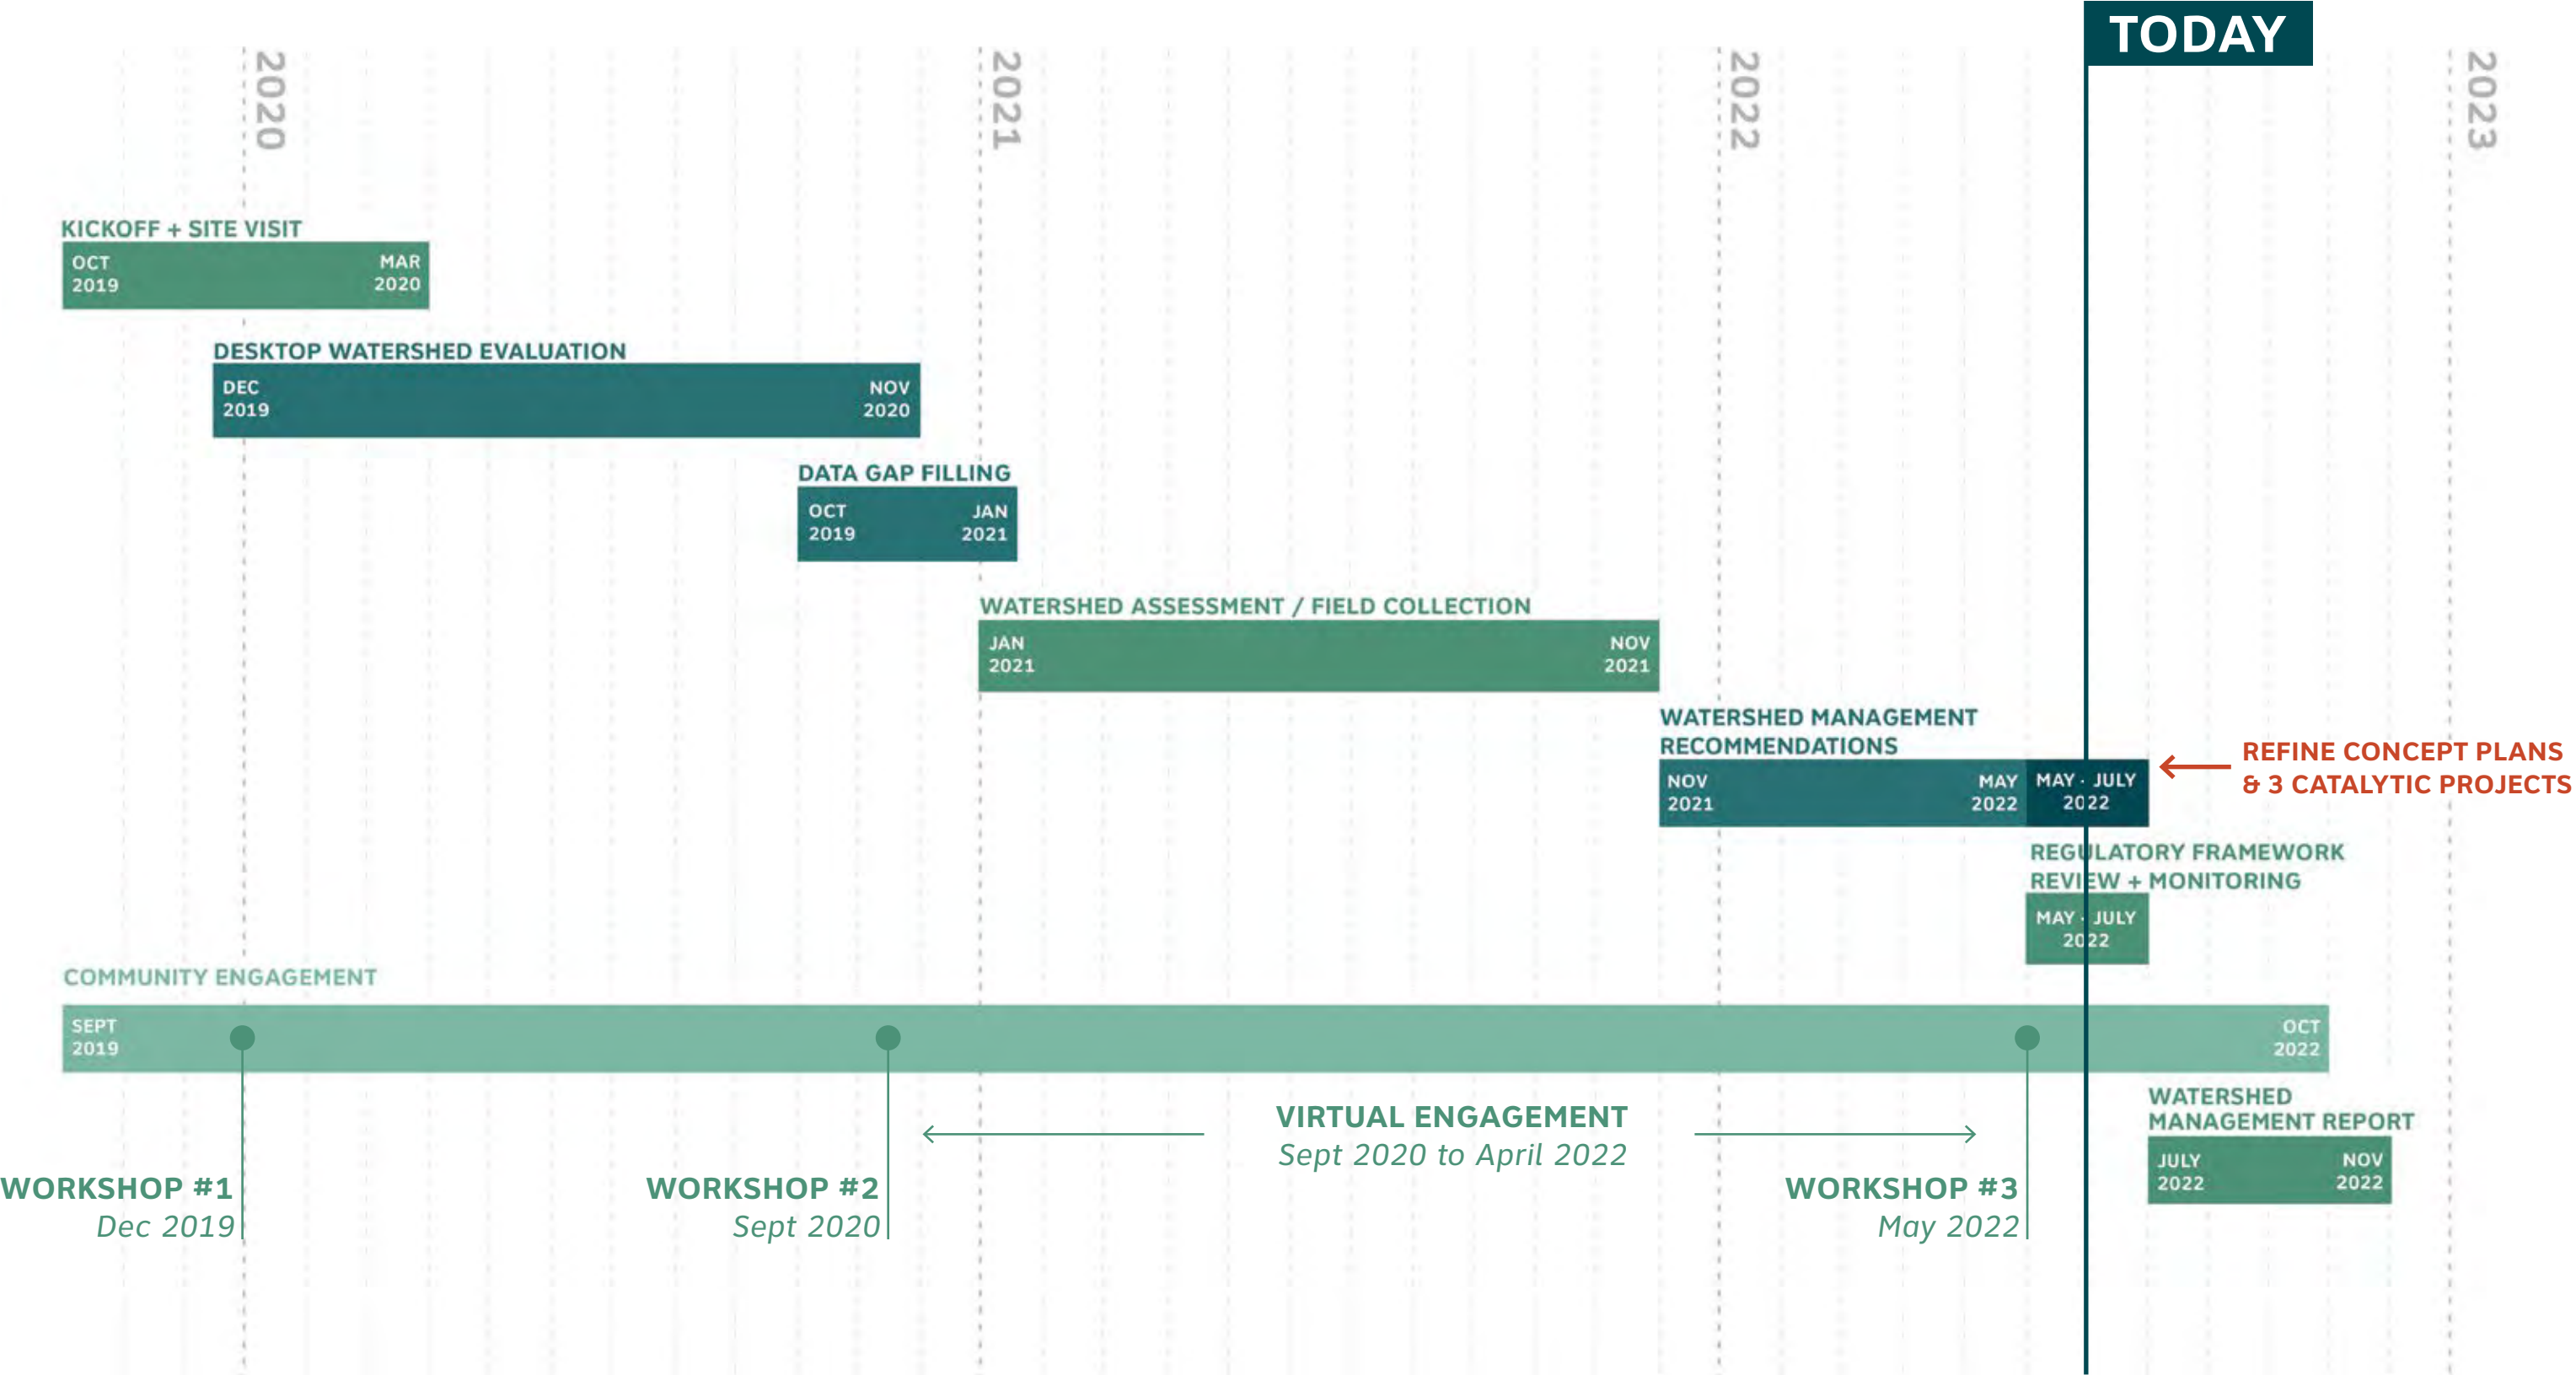 TODAY
2020
2021
2022
2023
KICKOFF + SITE VISIT
OCT
2019
MAR
2020
DESKTOP WATERSHED EVALUATION
DEC
2019
NOV
2020
DATA GAP FILLING
OCT
2019
JAN
2021
WATERSHED ASSESSMENT / FIELD COLLECTION
JAN
2021
NOV
2021
WATERSHED MANAGEMENT
RECOMMENDATIONS
NOV
2021
MAY
2022
MAY - JULY
2022
REFINE CONCEPT PLANS
& 3 CATALYTIC PROJECTS
REGULATORY FRAMEWORK
REVIEW + MONITORING
MAY - JULY
2022
COMMUNITY ENGAGEMENT
SEPT
2019
OCT
2022
WORKSHOP #1
Dec 2019
WORKSHOP #2
Sept 2020
VIRTUAL ENGAGEMENT
Sept 2020 to April 2022
WORKSHOP #3
May 2022
WATERSHED
MANAGEMENT REPORT
JULY
2022
NOV
2022